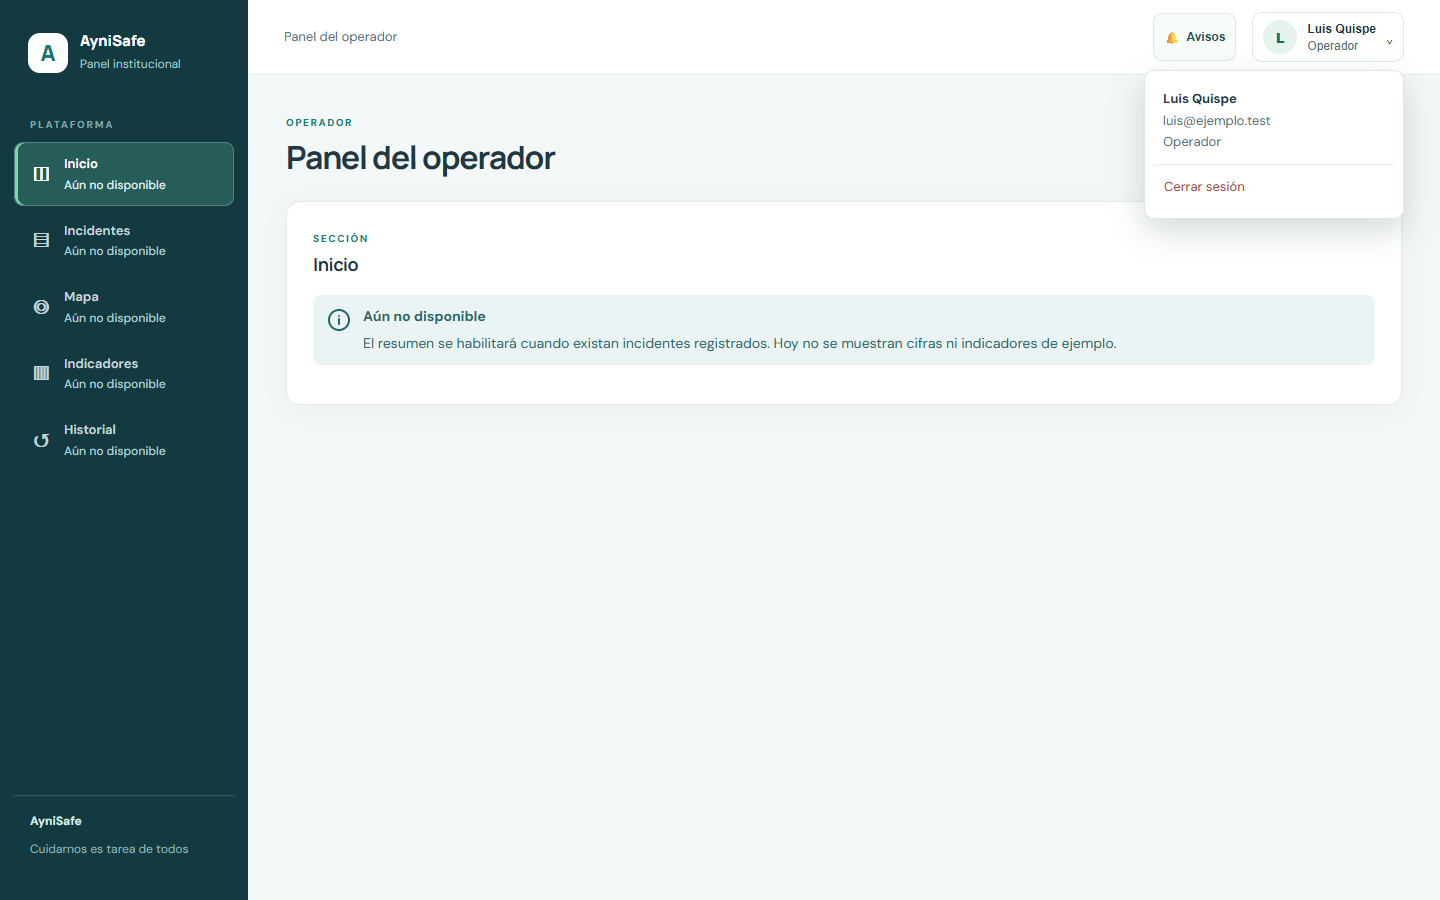 A
AyniSafe
Panel institucional
PLATAFORMA
Inicio
Aún no disponible
Incidentes
Aún no disponible
Mapa
Aún no disponible
Indicadores
Aún no disponible
Historial
Aún no disponible
AyniSafe
Cuidarnos es tarea de todos
Panel del operador
Avisos
L
Luis Quispe
Operador
Luis Quispe
luis@ejemplo.test
Operador
Cerrar sesión
OPERADOR
Panel del operador
SECCIÓN
Inicio
Aún no disponible
El resumen se habilitará cuando existan incidentes registrados. Hoy no se muestran cifras ni indicadores de ejemplo.